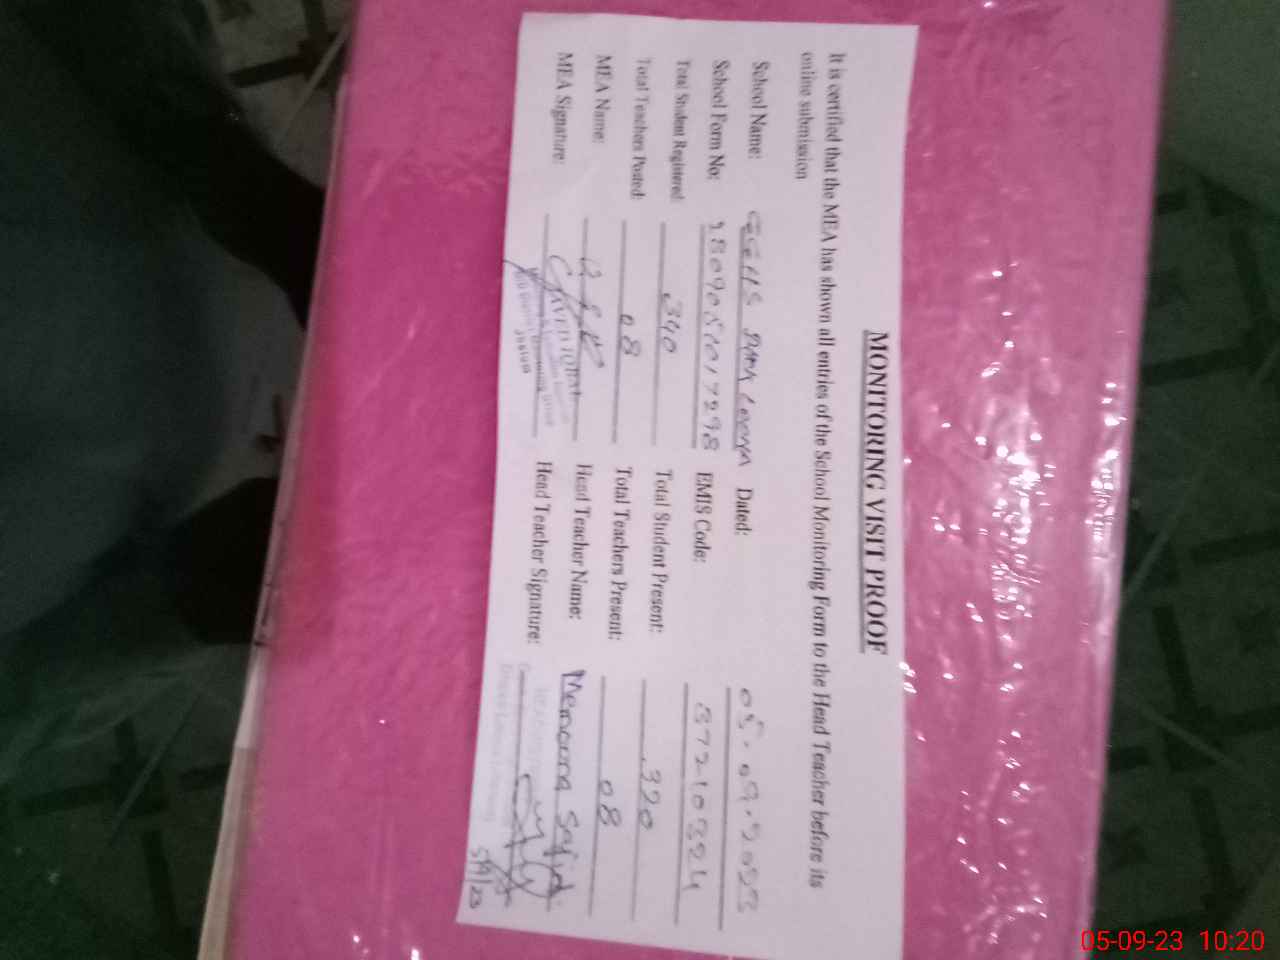 MONITORING VISIT PROOF
It is certified that the MEA has shown all entries of the School Monitoring Form to the Head Teacher before its
online submission
School Name: GGHS Dated: 05.09.2023
School Form No: EMIS Code: 37210324
Total Student Registered: 340 Total Student Present: 320
Total Teachers Posted: 08 Total Teachers Present: 08
MEA Name: Head Teacher Name: Memoona
MEA Signature: Head Teacher Signature:
5/9/23
05-09-23 10:20